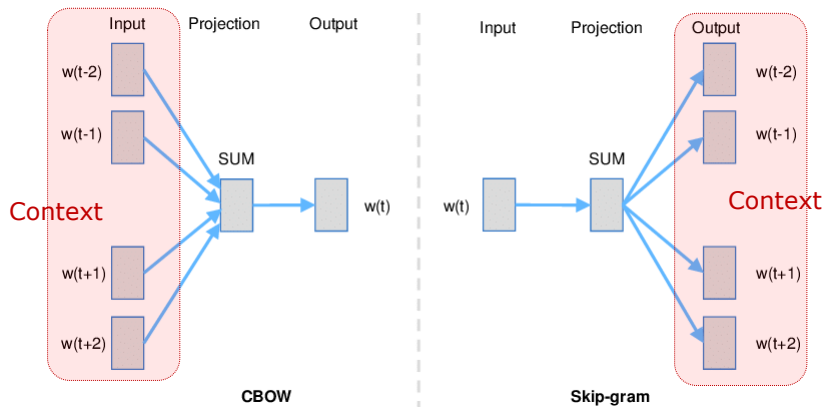 Input Projection Output
w(t-2)
w(t-1)
SUM
Context
w(t)
w(t+1)
w(t+2)
CBOW
Input Projection Output
w(t-2)
w(t-1)
SUM
Context
w(t)
w(t+1)
w(t+2)
Skip-gram